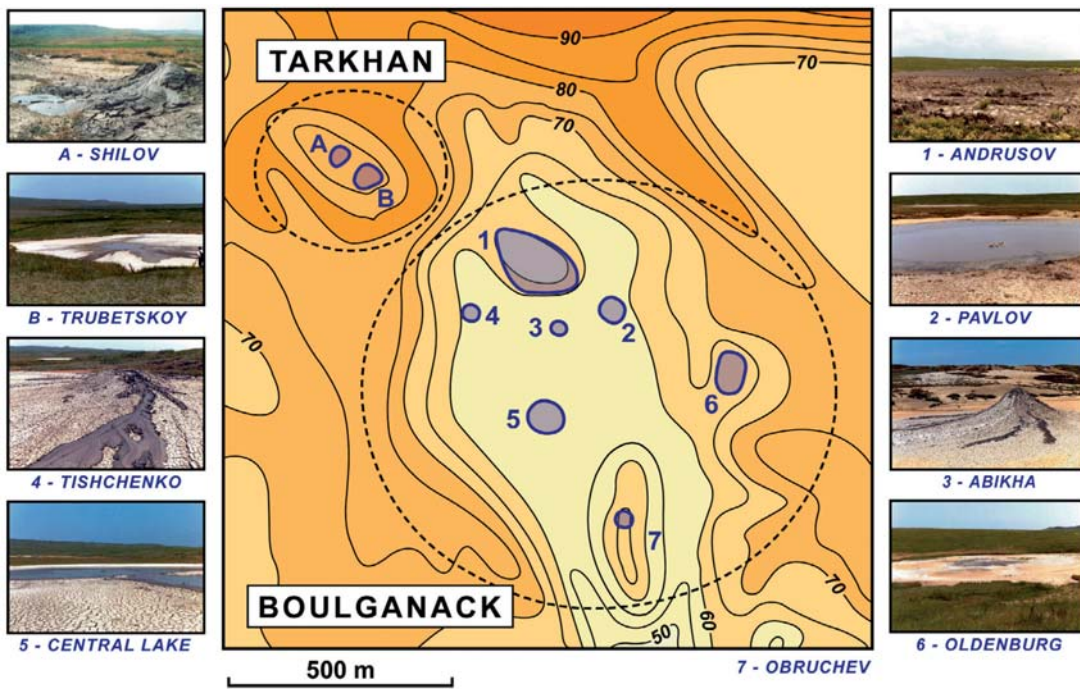 TARKHAN
BOULGANACK
90
80
70
70
70
70
60
50
A
B
1
2
3
4
5
6
7
A - SHILOV
B - TRUBETSKOY
4 - TISHCHENKO
5 - CENTRAL LAKE
1 - ANDRUSOV
2 - PAVLOV
3 - ABIKHA
6 - OLDENBURG
7 - OBRUCHEV
500 m